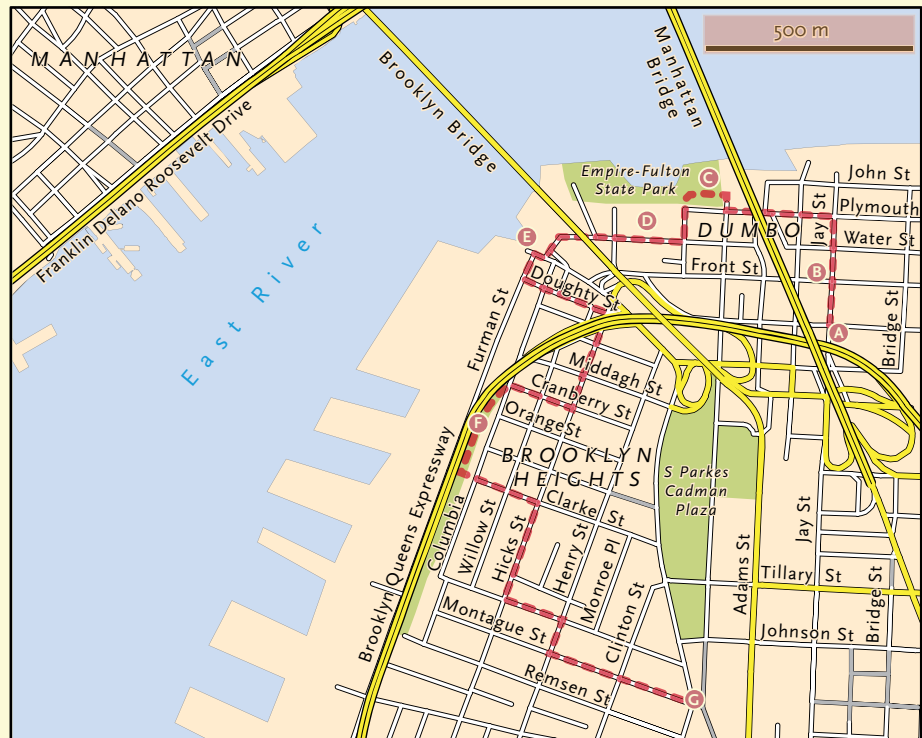 MANHATTAN
500 m
Brooklyn Bridge
Manhattan
Bridge
Franklin Delano Roosevelt Drive
East River
Empire-Fulton
State Park
C
John St
Jay St
Plymouth
D
DUMBO
Water St
E
Front St
B
Doughty St
Furman St
A
Bridge St
Middagh St
Cranberry St
Orange St
F
BROOKLYN
HEIGHTS
S Parkes
Cadman
Plaza
Brooklyn Queens Expressway
Columbia
Willow St
Hicks St
Clarke St
Henry St
Monroe Pl
Clinton St
Adams St
Jay St
Tillary St
Bridge St
Montague St
Johnson St
Remsen St
G